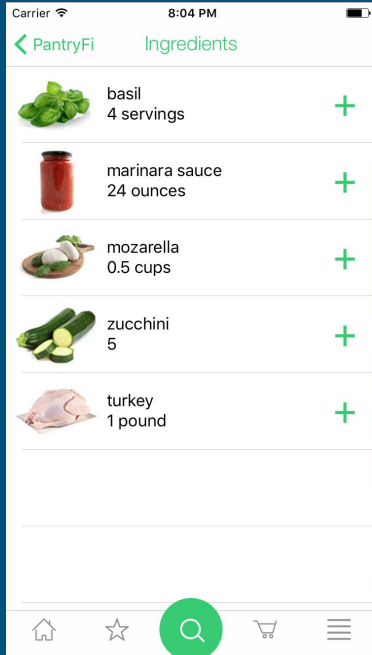 Carrier 8:04 PM
PantryFi Ingredients
basil
4 servings
marinara sauce
24 ounces
mozarella
0.5 cups
zucchini
5
turkey
1 pound